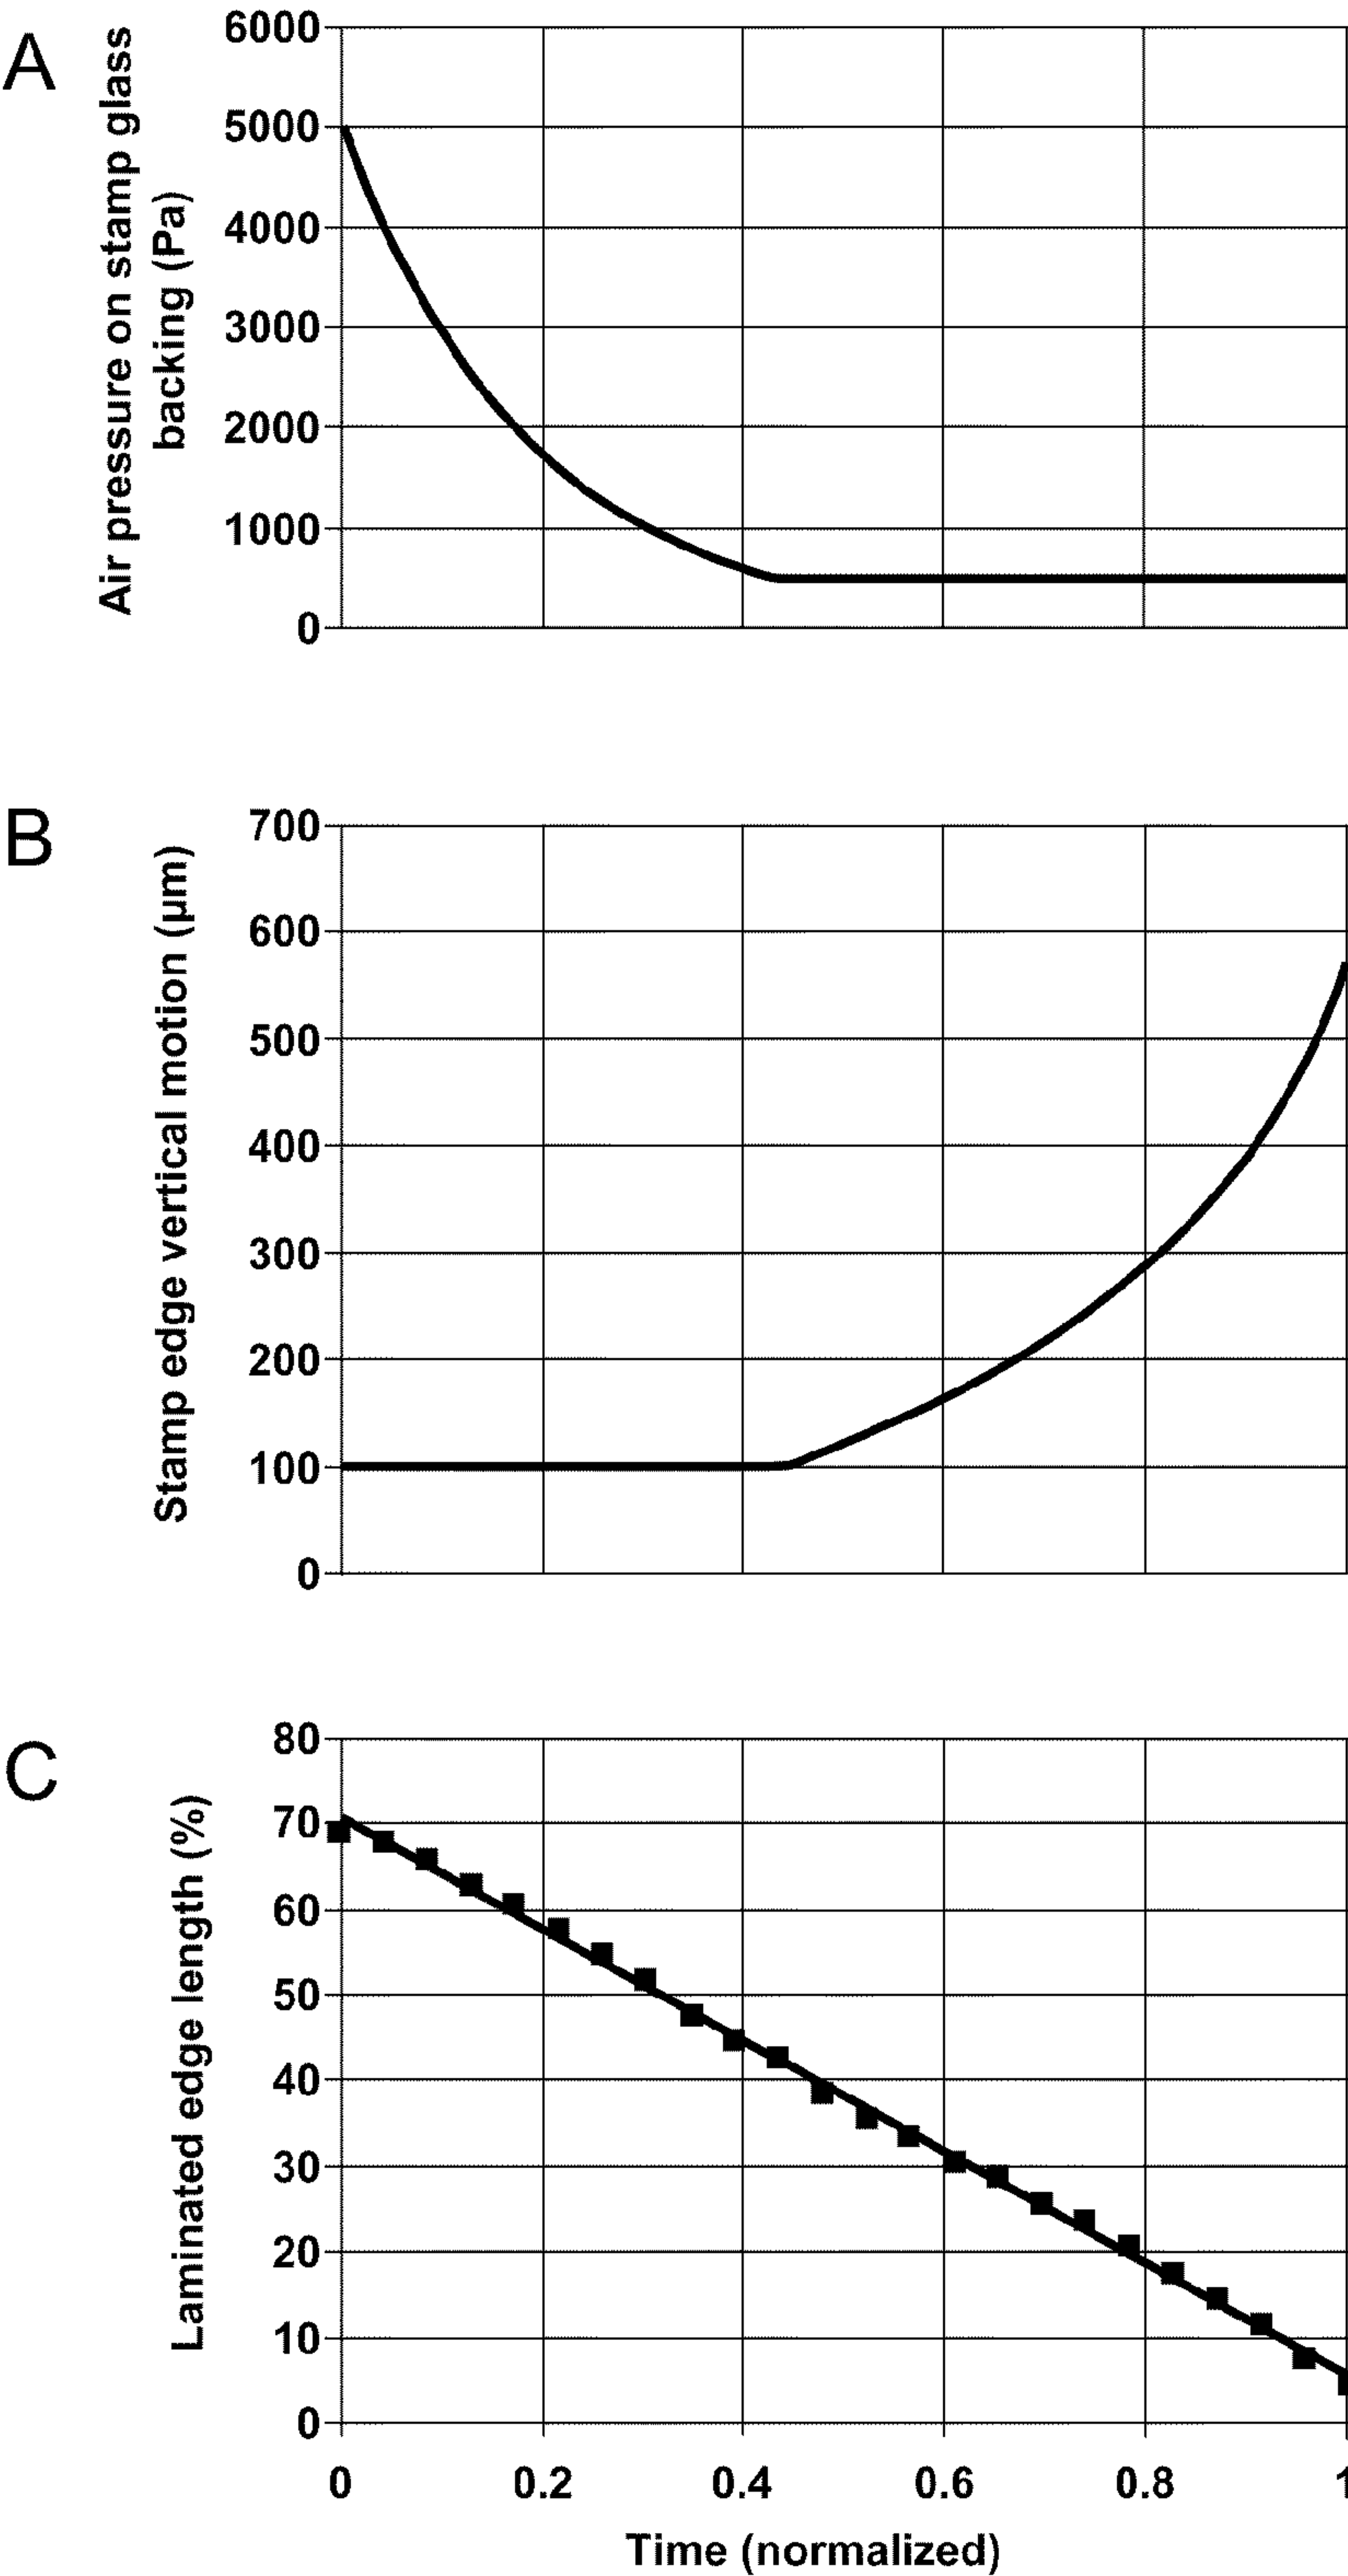 A
Air pressure on stamp glass
backing (Pa)
6000
5000
4000
3000
2000
1000
0
B
Stamp edge vertical motion (µm)
700
600
500
400
300
200
100
0
C
Laminated edge length (%)
80
70
60
50
40
30
20
10
0
0 0.2 0.4 0.6 0.8 1
Time (normalized)